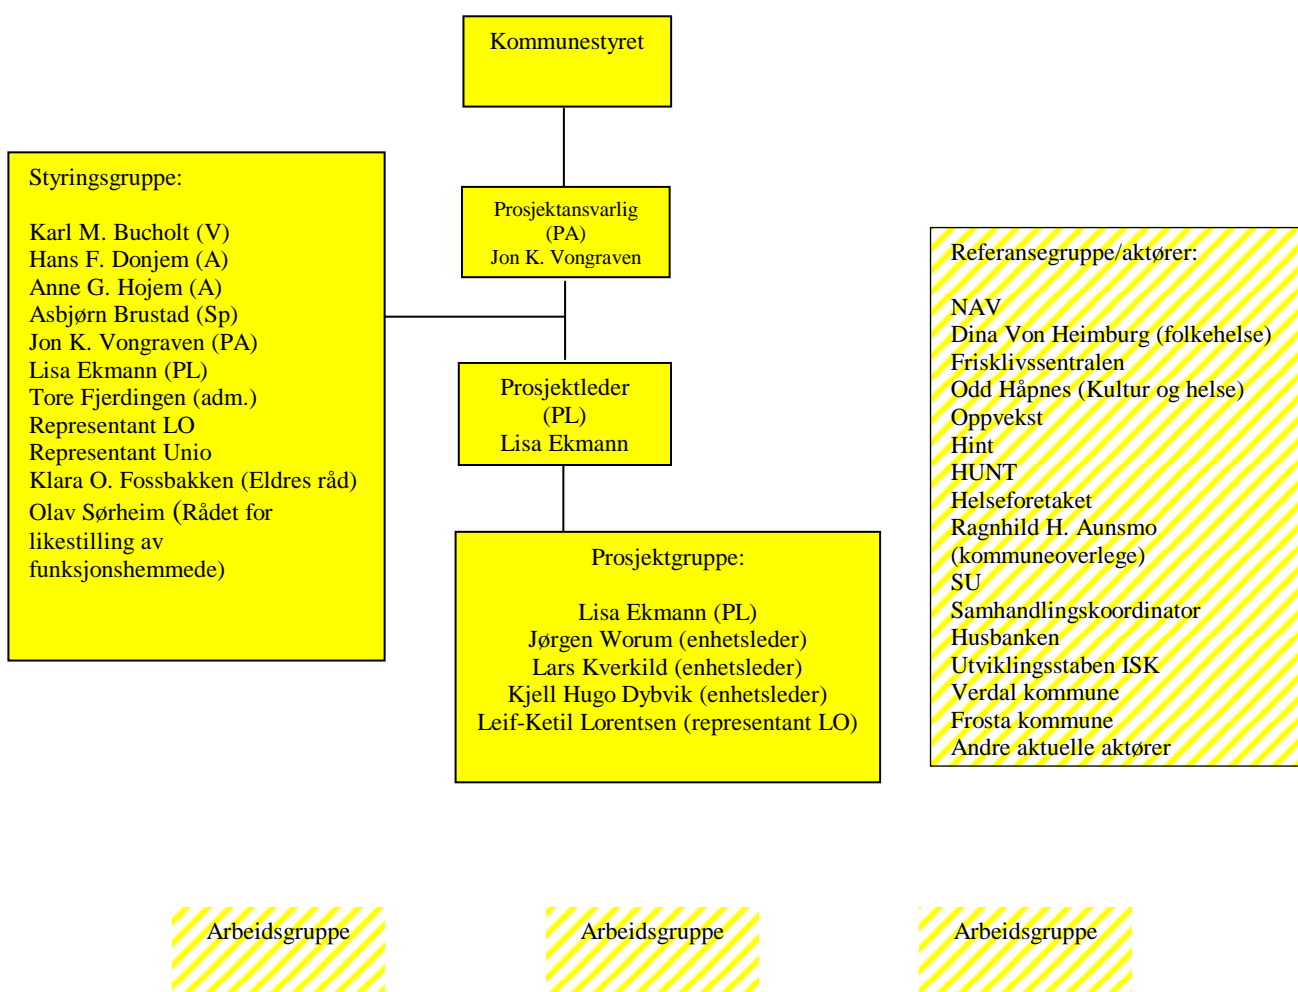 Kommunestyret
Styringsgruppe:
Karl M. Bucholt (V)
Hans F. Donjem (A)
Anne G. Hojem (A)
Asbjørn Brustad (Sp)
Jon K. Vongraven (PA)
Lisa Ekmann (PL)
Tore Fjerdingen (adm.)
Representant LO
Representant Unio
Klara O. Fossbakken (Eldres råd)
Olav Sørheim (Rådet for
likestilling av
funksjonshemmede)
Prosjektansvarlig
(PA)
Jon K. Vongraven
Prosjektleder
(PL)
Lisa Ekmann
Prosjektgruppe:
Lisa Ekmann (PL)
Jørgen Worum (enhetsleder)
Lars Kverkild (enhetsleder)
Kjell Hugo Dybvik (enhetsleder)
Leif-Ketil Lorentsen (representant LO)
Referansegruppe/aktører:
NAV
Dina Von Heimburg (folkehelse)
Frisklivssentralen
Odd Håpnes (Kultur og helse)
Oppvekst
Hint
HUNT
Helseforetaket
Ragnhild H. Aunsmo
(kommuneoverlege)
SU
Samhandlingskoordinator
Husbanken
Utviklingsstaben ISK
Verdal kommune
Frosta kommune
Andre aktuelle aktører
Arbeidsgruppe
Arbeidsgruppe
Arbeidsgruppe